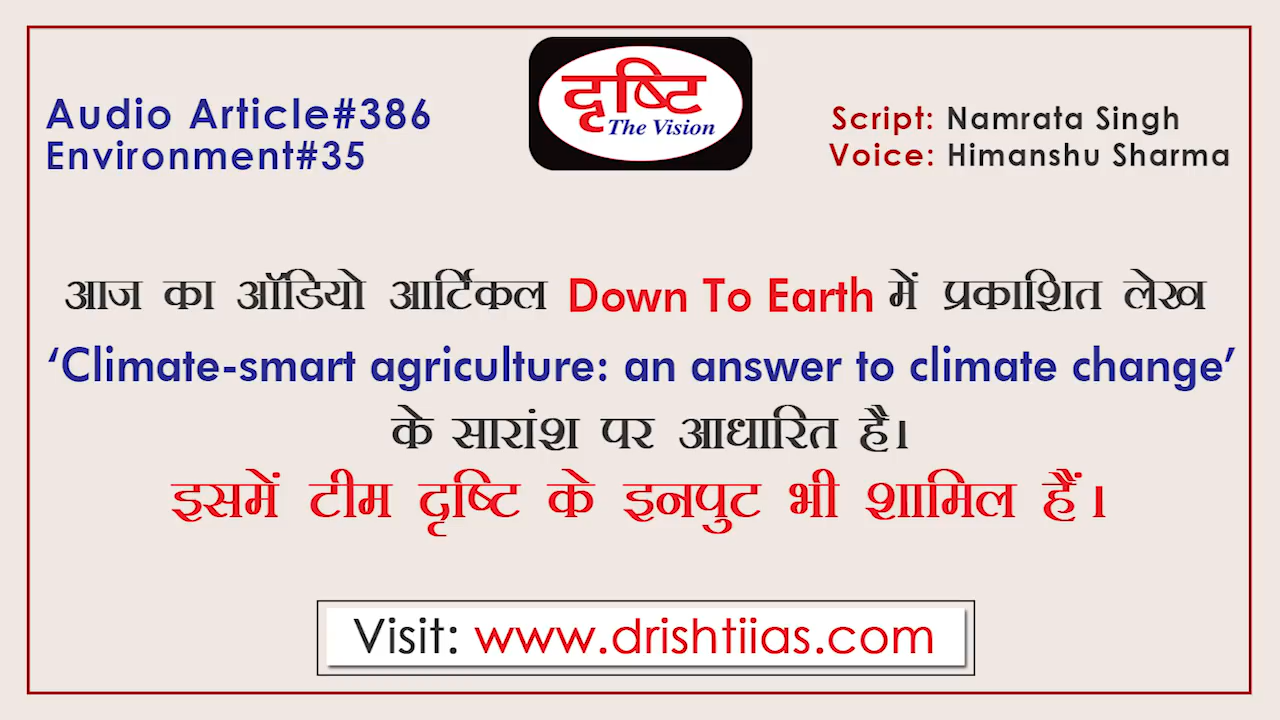 Audio Article#386
Environment#35
दृष्टि
The Vision
Script: Namrata Singh
Voice: Himanshu Sharma
आज का ऑडियो आर्टिकल Down To Earth में प्रकाशित लेख
‘Climate-smart agriculture: an answer to climate change’
के सारांश पर आधारित है।
इसमें टीम दृष्टि के इनपुट भी शामिल हैं।
Visit: www.drishtiias.com